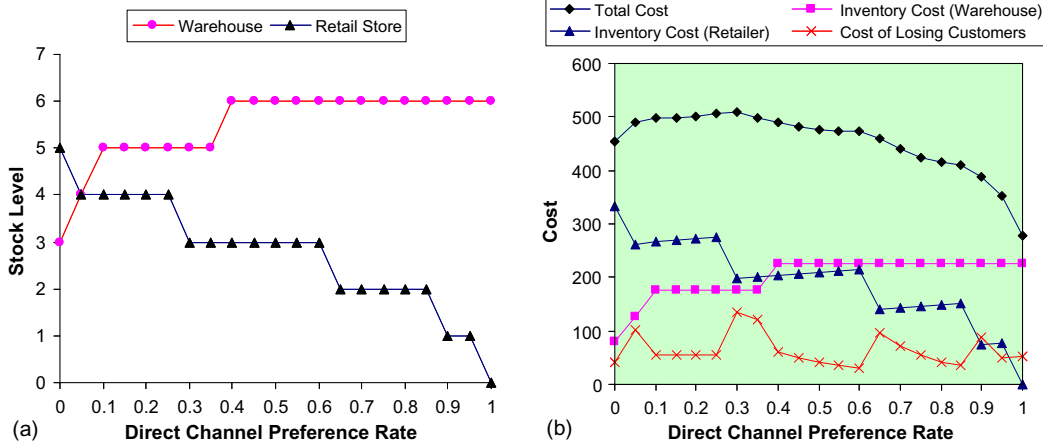 Warehouse Retail Store
7
6
5
4
3
2
1
0
Stock Level
0 0.1 0.2 0.3 0.4 0.5 0.6 0.7 0.8 0.9 1
(a) Direct Channel Preference Rate
Total Cost Inventory Cost (Warehouse)
Inventory Cost (Retailer) Cost of Losing Customers
600
500
400
300
200
100
0
Cost
0 0.1 0.2 0.3 0.4 0.5 0.6 0.7 0.8 0.9 1
(b) Direct Channel Preference Rate